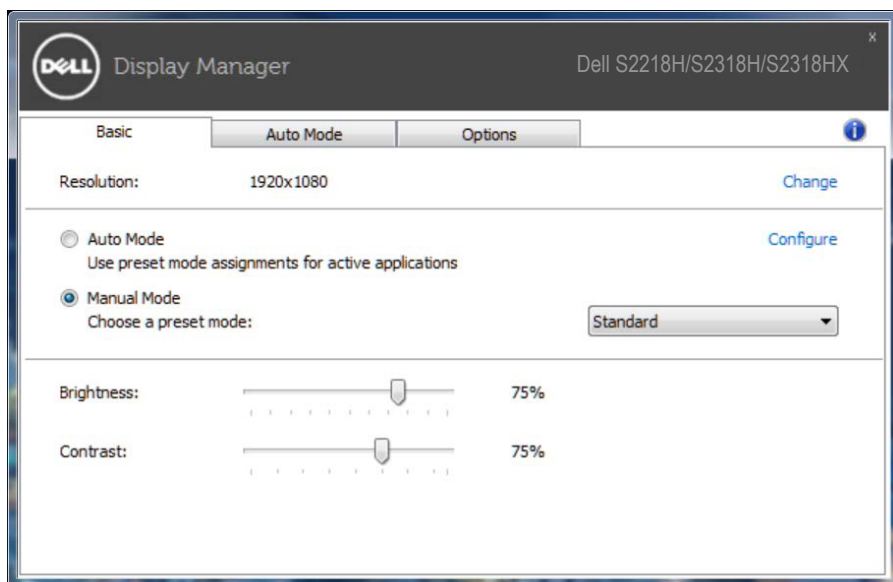 DELL Display Manager Dell S2218H/S2318H/S2318HX x
Basic Auto Mode Options i
Resolution: 1920x1080 Change
Auto Mode Configure
Use preset mode assignments for active applications
Manual Mode
Choose a preset mode: Standard
Brightness: 75%
Contrast: 75%